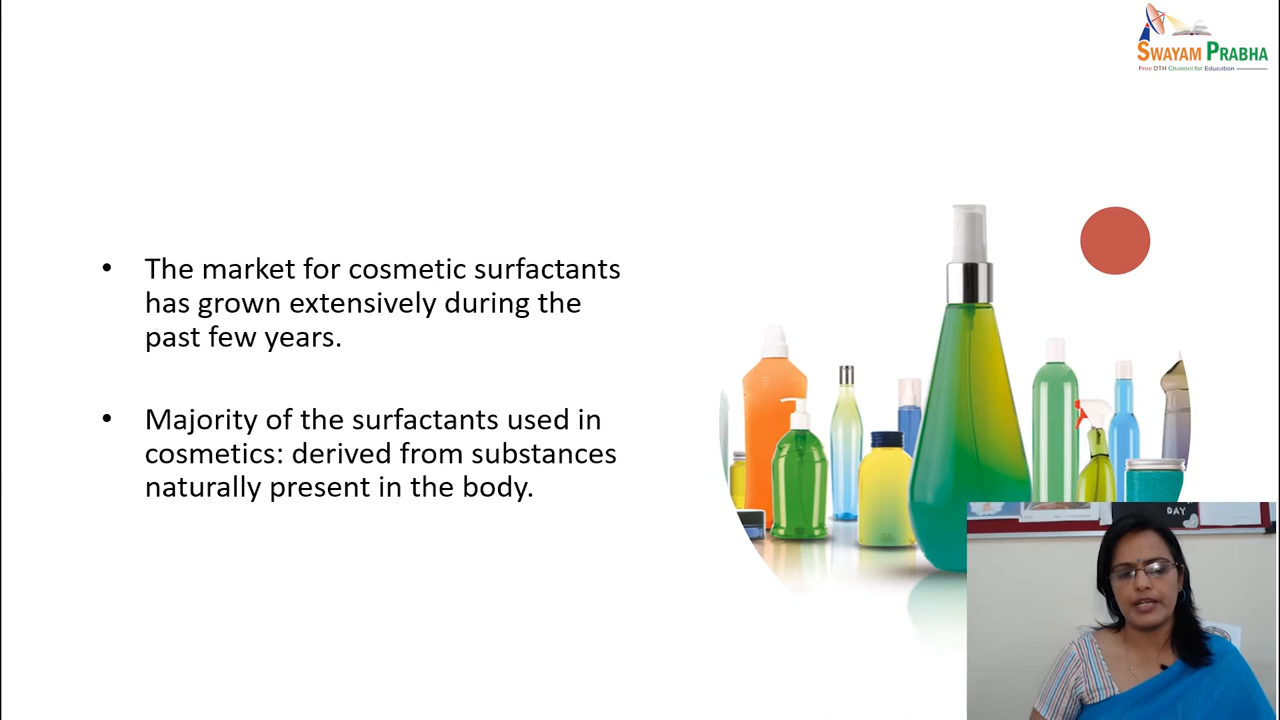 SWAYAM PRABHA
Free DTH Channel for Education
• The market for cosmetic surfactants
has grown extensively during the
past few years.
• Majority of the surfactants used in
cosmetics: derived from substances
naturally present in the body.
DAY